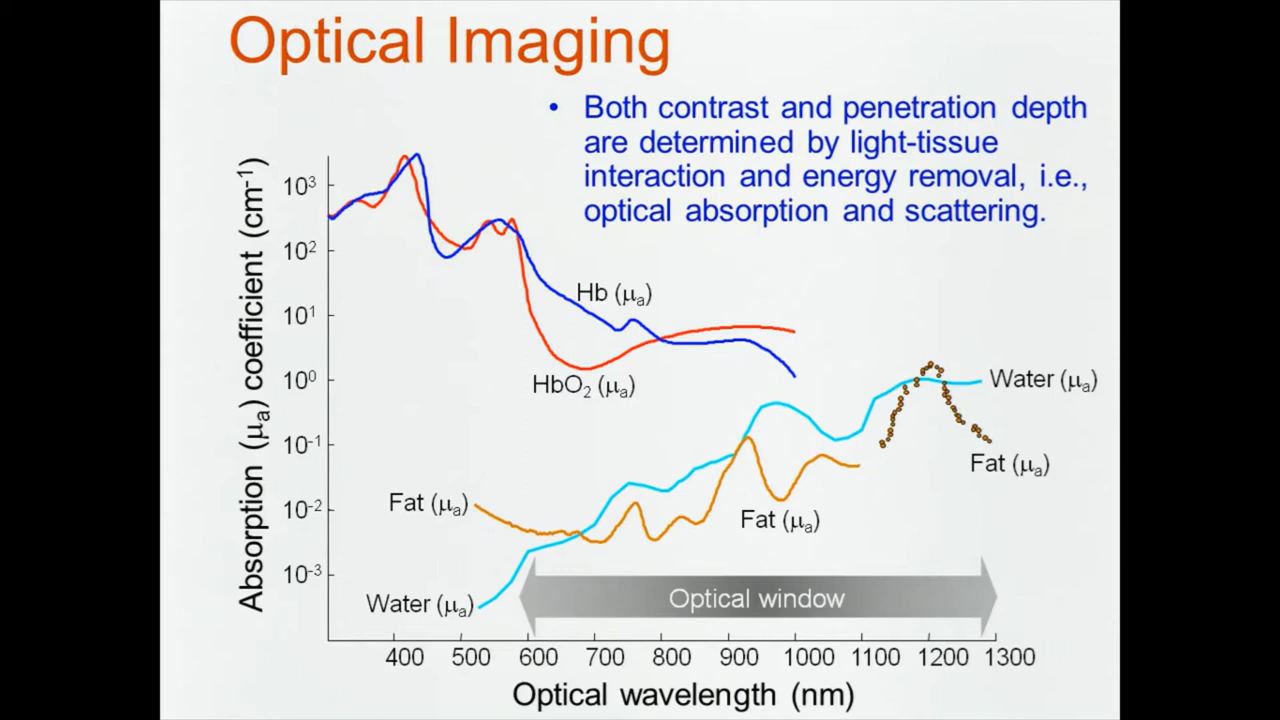 Optical Imaging
• Both contrast and penetration depth
are determined by light-tissue
interaction and energy removal, i.e.,
optical absorption and scattering.
Absorption (μa) coefficient (cm-1)
10³
10²
10¹
10⁰
10⁻¹
10⁻²
10⁻³
Hb (μa)
HbO₂ (μa)
Water (μa)
Fat (μa)
Fat (μa)
Fat (μa)
Water (μa)
Optical window
400 500 600 700 800 900 1000 1100 1200 1300
Optical wavelength (nm)